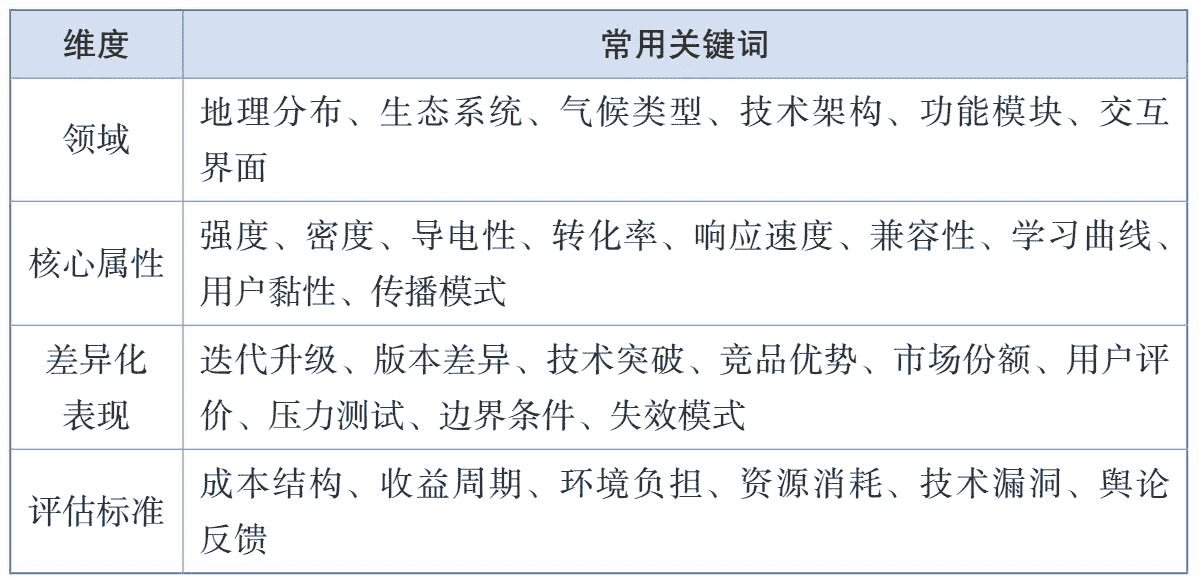 维度 常用关键词
地理分布、生态系统、气候类型、技术架构、功能模块、交互
领域
界面
强度、密度、导电性、转化率、响应速度、兼容性、学习曲线、
核心属性
用户黏性、传播模式
差异化 迭代升级、版本差异、技术突破、竞品优势、市场份额、用户评
表现 价、压力测试、边界条件、失效模式
成本结构、收益周期、环境负担、资源消耗、技术漏洞、舆论
评估标准
反馈